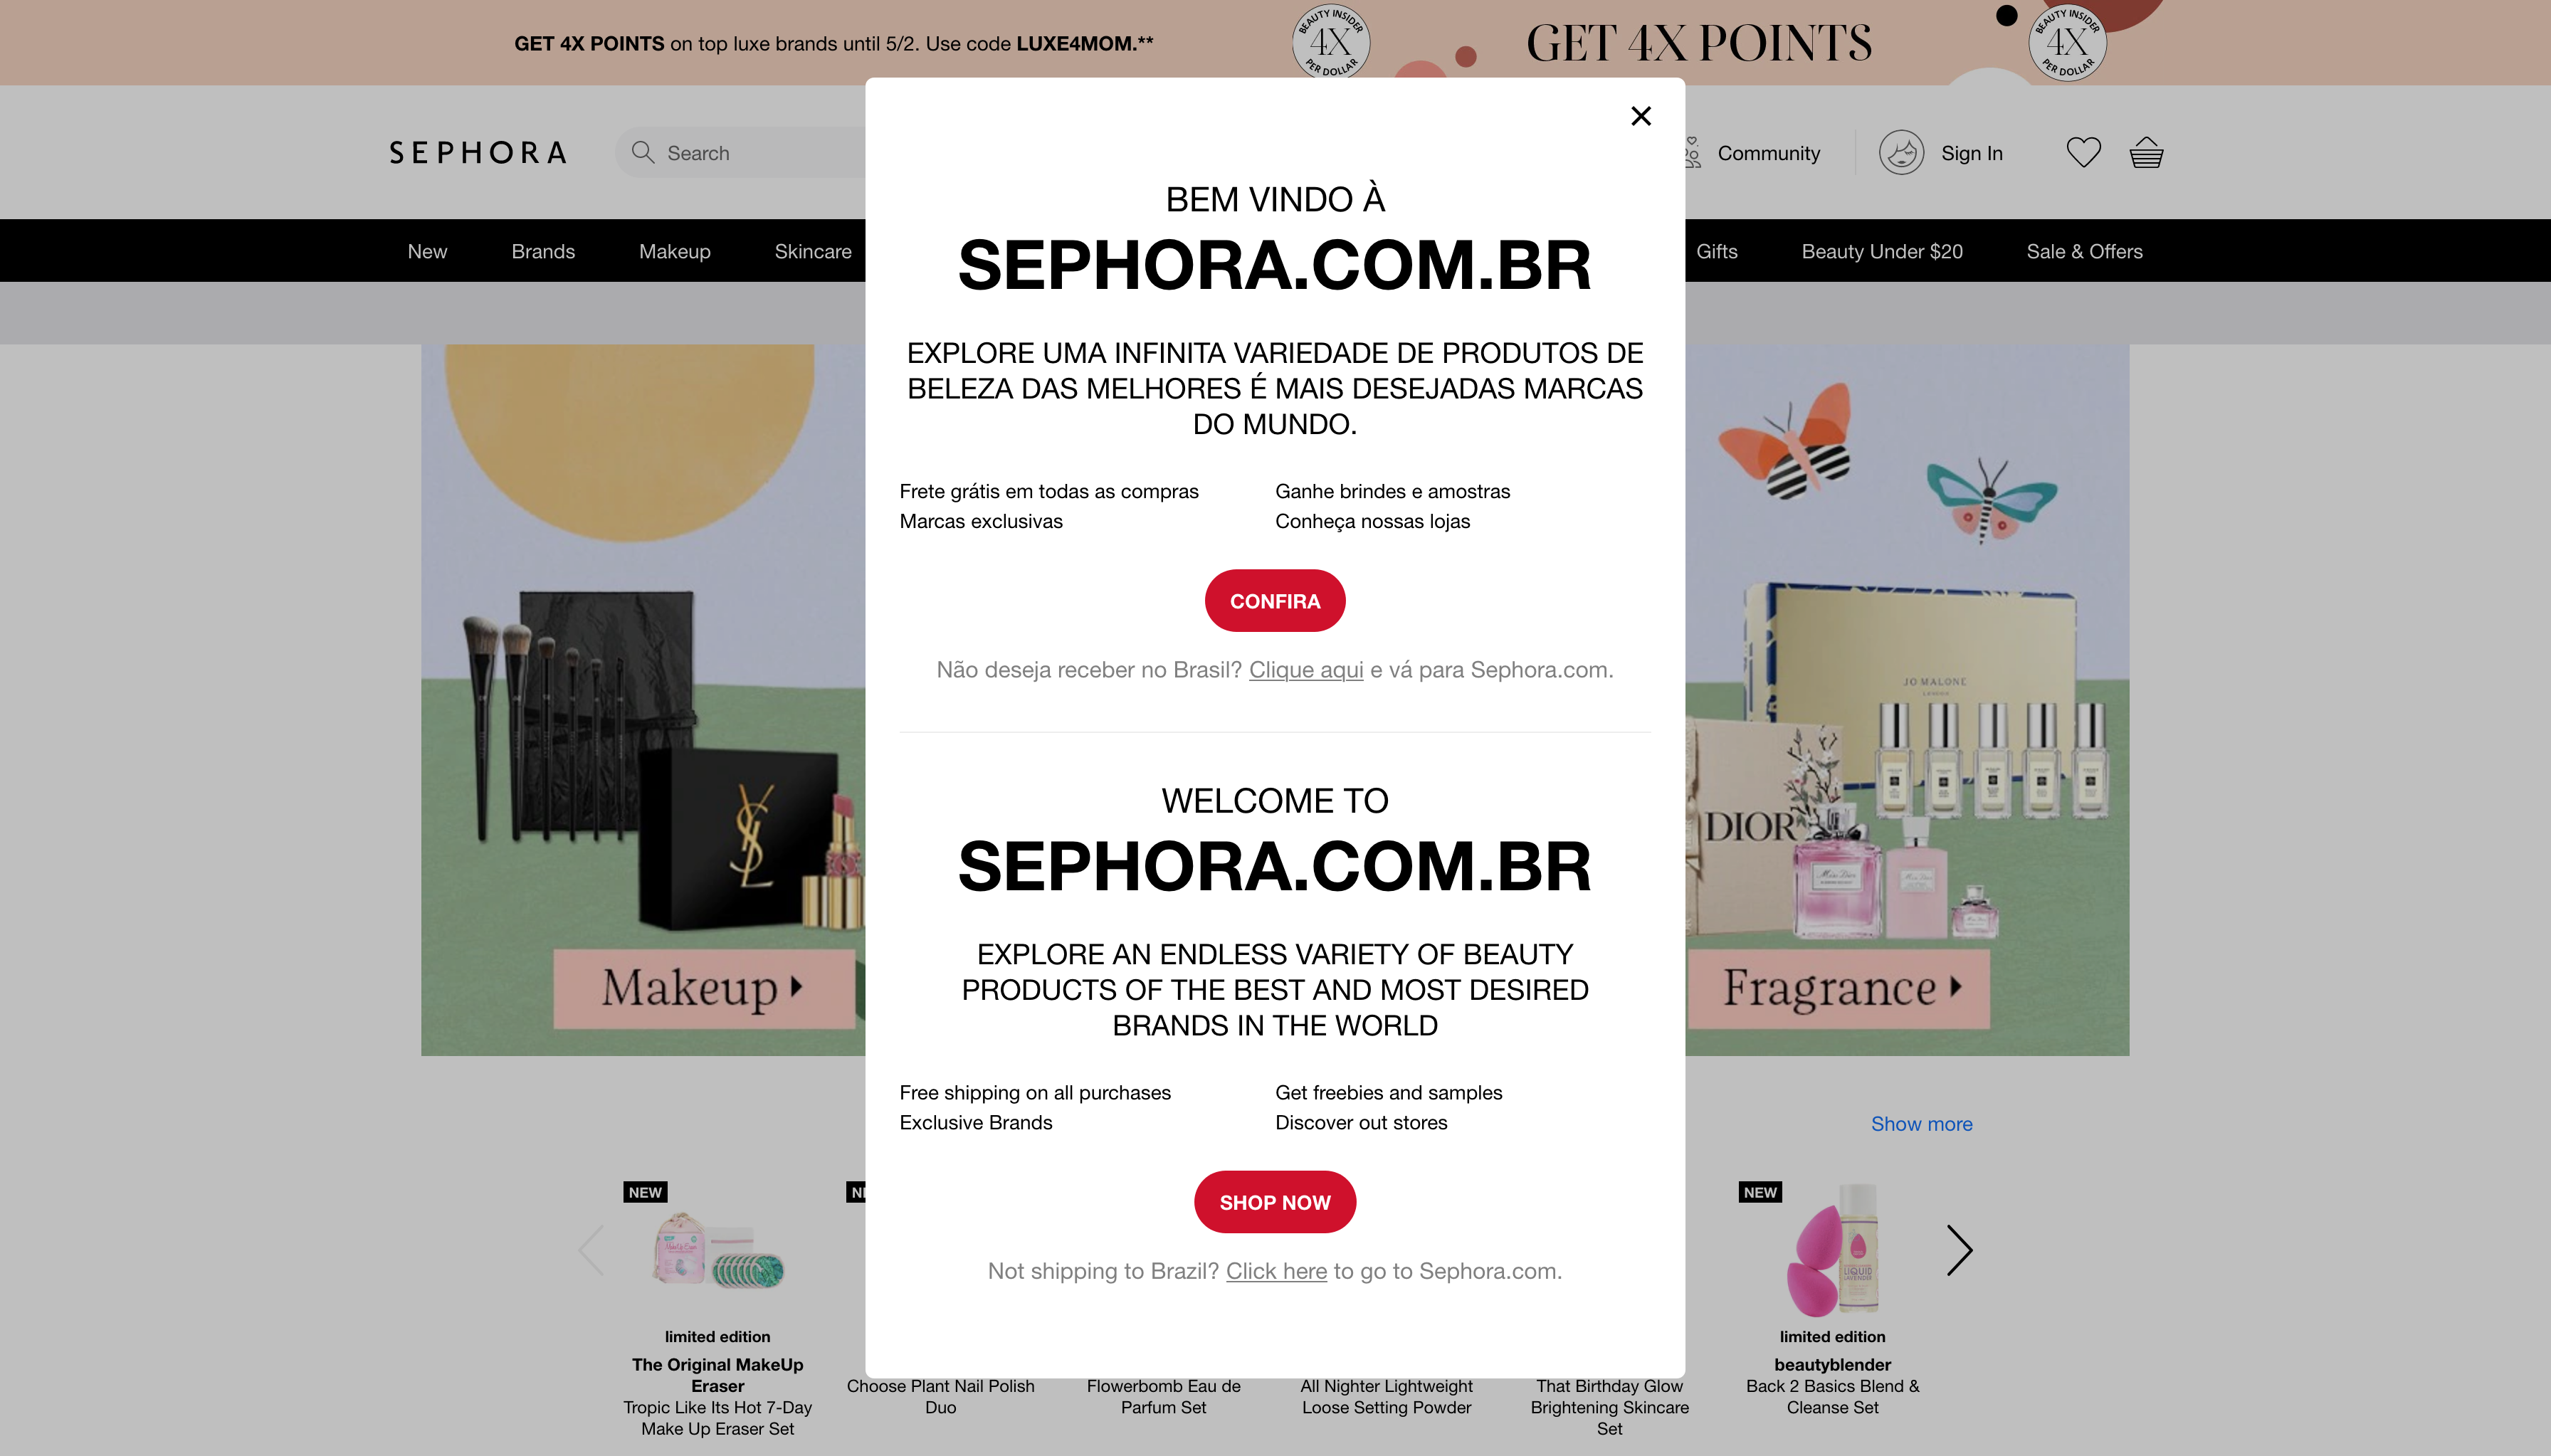 GET 4X POINTS on top luxe brands until 5/2. Use code LUXE4MOM.**
BEAUTY INSIDER
4X
PER DOLLAR
GET 4X POINTS
BEAUTY INSIDER
4X
PER DOLLAR
SEPHORA
Search
Community
Sign In
New
Brands
Makeup
Skincare
Gifts
Beauty Under $20
Sale & Offers
BEM VINDO À
SEPHORA.COM.BR
EXPLORE UMA INFINITA VARIEDADE DE PRODUTOS DE
BELEZA DAS MELHORES É MAIS DESEJADAS MARCAS
DO MUNDO.
Frete grátis em todas as compras
Ganhe brindes e amostras
Marcas exclusivas
Conheça nossas lojas
CONFIRA
Não deseja receber no Brasil? Clique aqui e vá para Sephora.com.
WELCOME TO
SEPHORA.COM.BR
EXPLORE AN ENDLESS VARIETY OF BEAUTY
PRODUCTS OF THE BEST AND MOST DESIRED
BRANDS IN THE WORLD
Free shipping on all purchases
Get freebies and samples
Exclusive Brands
Discover out stores
SHOP NOW
Not shipping to Brazil? Click here to go to Sephora.com.
YSL
JO MALONE
LONDON
DIOR
Miss Dior
Makeup
Fragrance
Show more
NEW
NEW
LIQUID
LAVENDER
limited edition
The Original MakeUp
Eraser
Tropic Like Its Hot 7-Day
Make Up Eraser Set
Choose Plant Nail Polish
Duo
Flowerbomb Eau de
Parfum Set
All Nighter Lightweight
Loose Setting Powder
That Birthday Glow
Brightening Skincare
Set
limited edition
beautyblender
Back 2 Basics Blend &
Cleanse Set